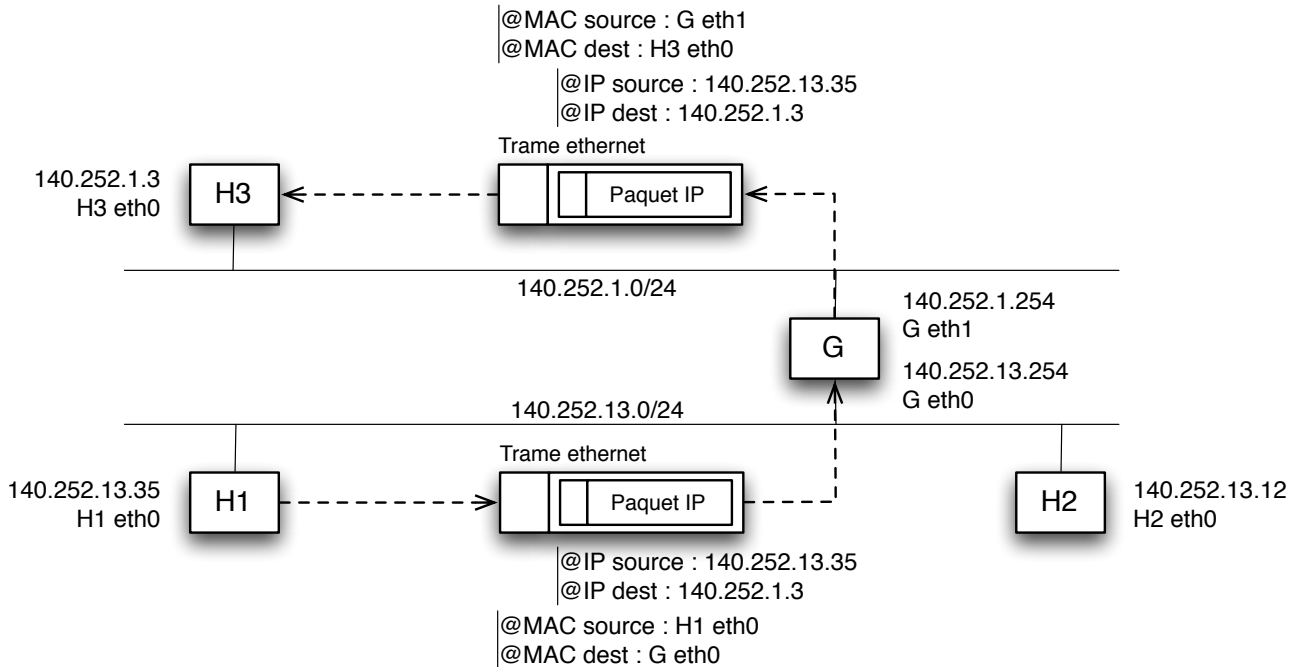 @MAC source : G eth1
@MAC dest : H3 eth0
@IP source : 140.252.13.35
@IP dest : 140.252.1.3
Trame ethernet
140.252.1.3
H3 eth0
H3
Paquet IP
140.252.1.0/24
140.252.1.254
G eth1
G
140.252.13.254
G eth0
140.252.13.0/24
Trame ethernet
140.252.13.35
H1 eth0
H1
Paquet IP
H2
140.252.13.12
H2 eth0
@IP source : 140.252.13.35
@IP dest : 140.252.1.3
@MAC source : H1 eth0
@MAC dest : G eth0